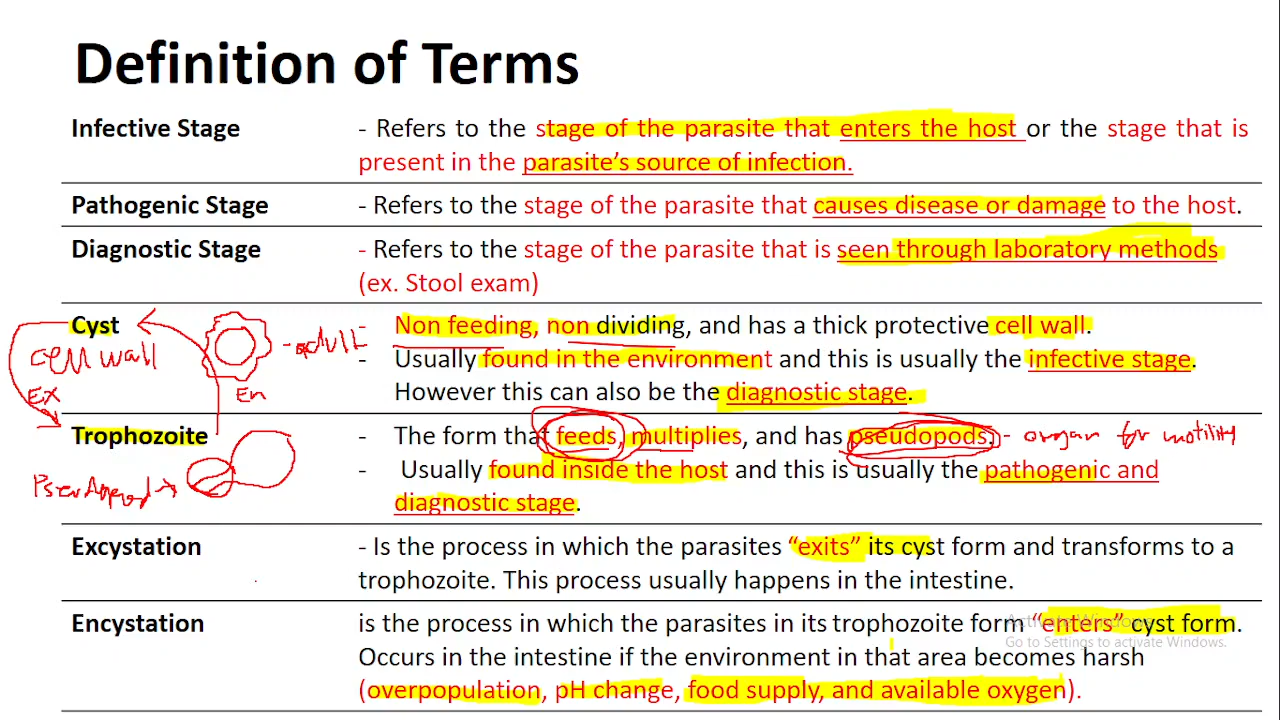 Definition of Terms
Infective Stage - Refers to the stage of the parasite that enters the host or the stage that is
present in the parasite's source of infection.
Pathogenic Stage - Refers to the stage of the parasite that causes disease or damage to the host.
Diagnostic Stage - Refers to the stage of the parasite that is seen through laboratory methods
(ex. Stool exam)
Cyst - Non feeding, non dividing, and has a thick protective cell wall.
cell wall - adult - Usually found in the environment and this is usually the infective stage.
Ex En However this can also be the diagnostic stage.
Trophozoite - The form that feeds, multiplies, and has pseudopods. - organ for motility
- Usually found inside the host and this is usually the pathogenic and
diagnostic stage.
Excystation - Is the process in which the parasites “exits” its cyst form and transforms to a
trophozoite. This process usually happens in the intestine.
Encystation is the process in which the parasites in its trophozoite form “enters” cyst form.
Occurs in the intestine if the environment in that area becomes harsh
(overpopulation, pH change, food supply, and available oxygen).
Activate Windows
Go to Settings to activate Windows.